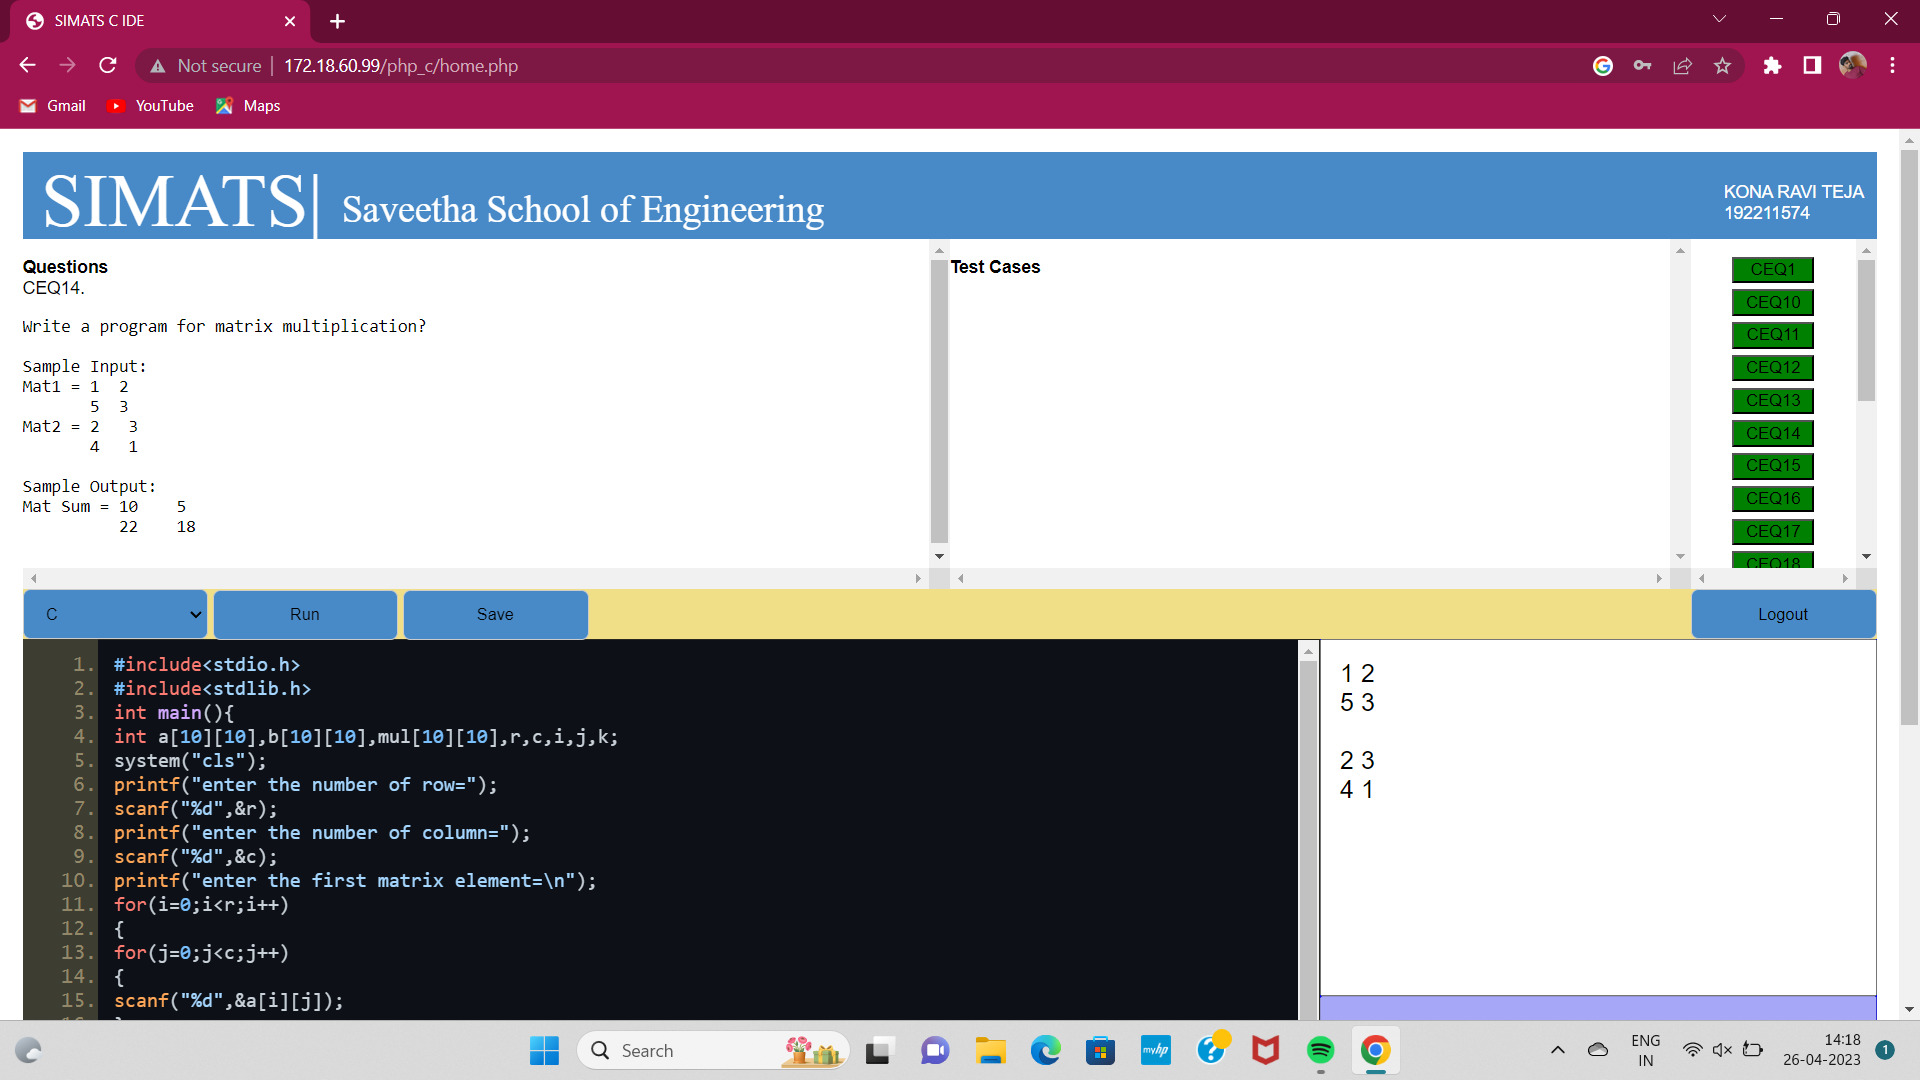 SIMATS C IDE
Not secure | 172.18.60.99/php_c/home.php
Gmail YouTube Maps
SIMATS| Saveetha School of Engineering
KONA RAVI TEJA
192211574
Questions
CEQ14.
Write a program for matrix multiplication?
Sample Input:
Mat1 = 1 2
5 3
Mat2 = 2 3
4 1
Sample Output:
Mat Sum = 10 5
22 18
Test Cases
CEQ1
CEQ10
CEQ11
CEQ12
CEQ13
CEQ14
CEQ15
CEQ16
CEQ17
CEQ18
C Run Save Logout
1. #include<stdio.h>
2. #include<stdlib.h>
3. int main(){
4. int a[10][10],b[10][10],mul[10][10],r,c,i,j,k;
5. system("cls");
6. printf("enter the number of row=");
7. scanf("%d",&r);
8. printf("enter the number of column=");
9. scanf("%d",&c);
10. printf("enter the first matrix element=\n");
11. for(i=0;i<r;i++)
12. {
13. for(j=0;j<c;j++)
14. {
15. scanf("%d",&a[i][j]);
1 2
5 3
2 3
4 1
Search
myhp
ENG
IN
14:18
26-04-2023
1